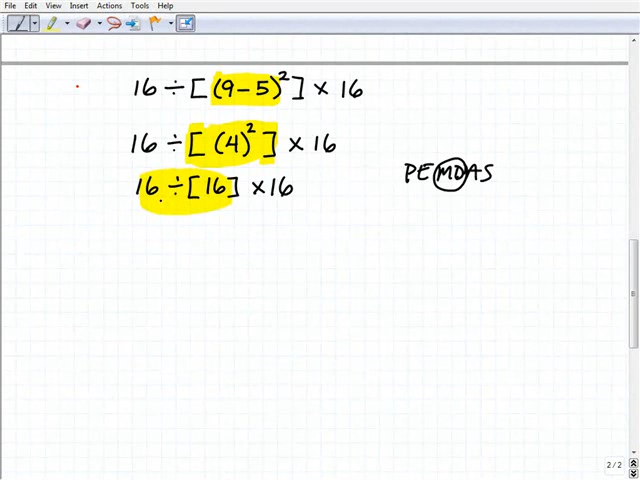 File Edit View Insert Actions Tools Help
16 ÷ [ (9 − 5)² ] × 16
16 ÷ [ (4)² ] × 16
PEMDAS
16 ÷ [ 16 ] × 16
2 / 2